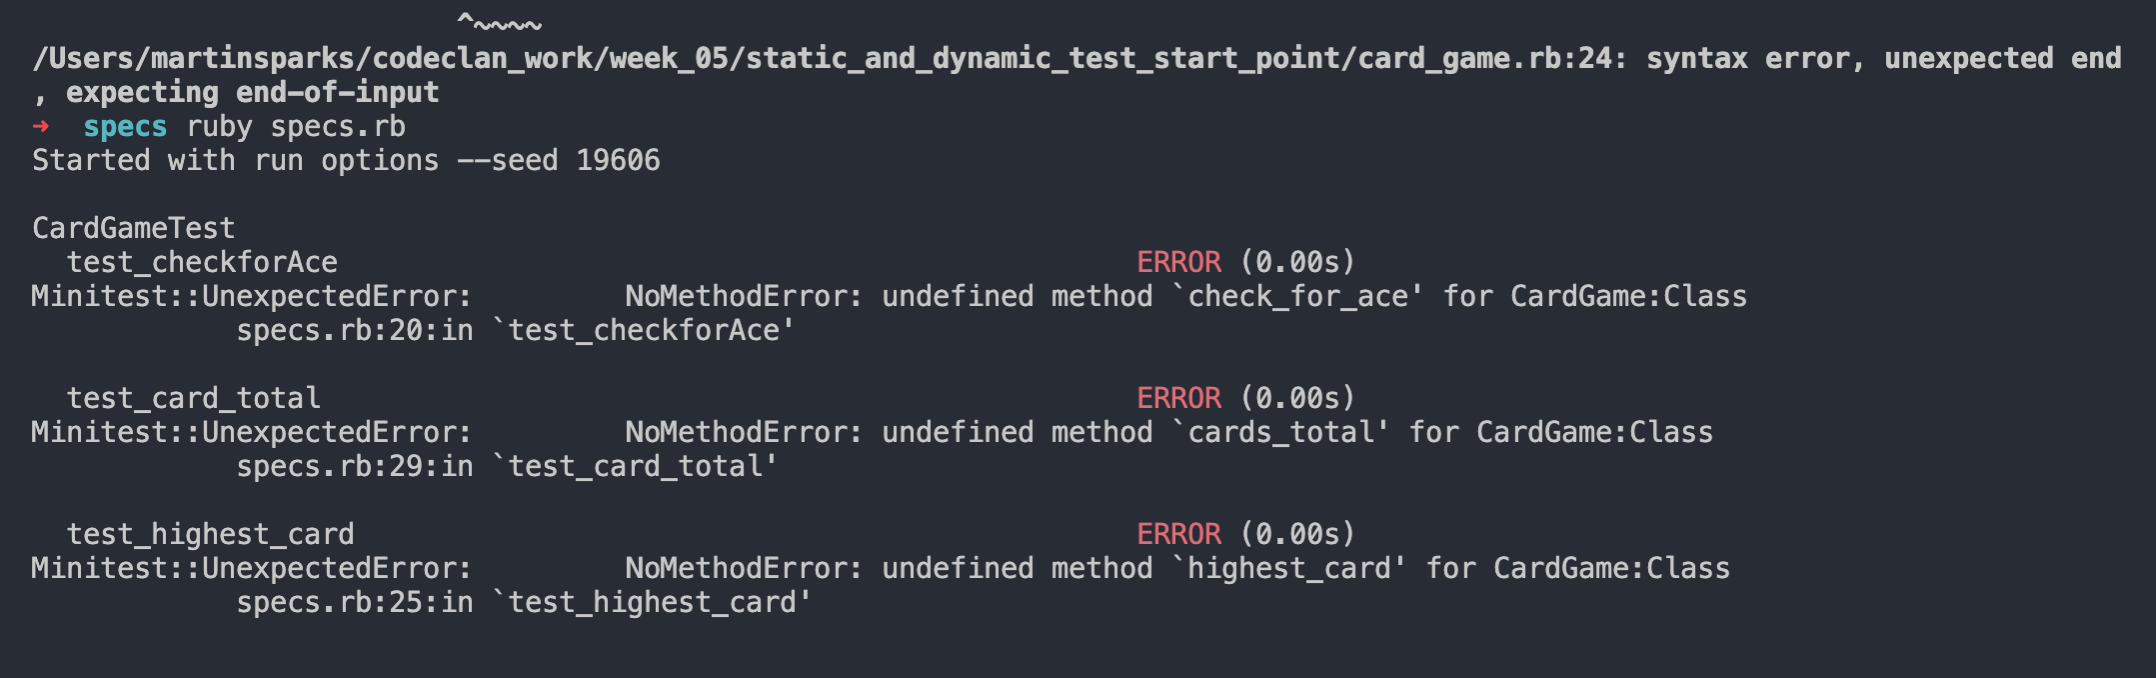 ^~~~~
/Users/martinsparks/codeclan_work/week_05/static_and_dynamic_test_start_point/card_game.rb:24: syntax error, unexpected end
, expecting end-of-input
➜  specs ruby specs.rb
Started with run options --seed 19606
CardGameTest
test_checkforAce ERROR (0.00s)
Minitest::UnexpectedError: NoMethodError: undefined method `check_for_ace' for CardGame:Class
specs.rb:20:in `test_checkforAce'
test_card_total ERROR (0.00s)
Minitest::UnexpectedError: NoMethodError: undefined method `cards_total' for CardGame:Class
specs.rb:29:in `test_card_total'
test_highest_card ERROR (0.00s)
Minitest::UnexpectedError: NoMethodError: undefined method `highest_card' for CardGame:Class
specs.rb:25:in `test_highest_card'